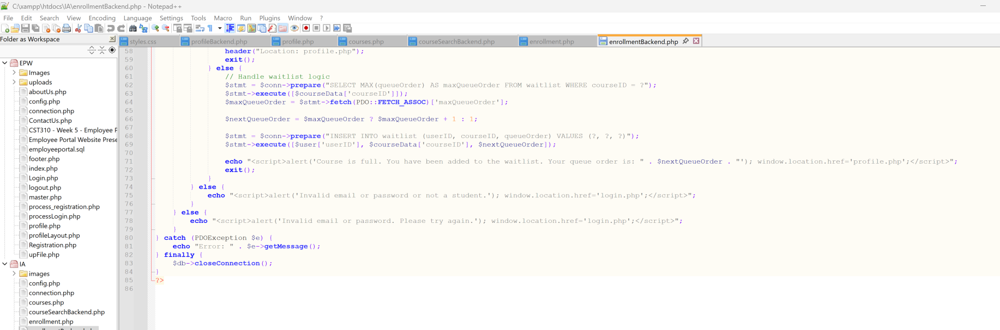 C:\xampp\htdocs\IA\enrollmentBackend.php - Notepad++
File Edit Search View Encoding Language Settings Tools Macro Run Plugins Window ?
Folder as Workspace
styles.css profileBackend.php profile.php courses.php courseSearchBackend.php enrollment.php enrollmentBackend.php
EPW
Images
uploads
aboutUs.php
config.php
connection.php
ContactUs.php
CST310 - Week 5 - Employee P
Employee Portal Website Prese
employeeportal.sql
footer.php
index.php
Login.php
logout.php
master.php
process_registration.php
processLogin.php
profile.php
profileLayout.php
Registration.php
upFile.php
IA
images
config.php
connection.php
courses.php
courseSearchBackend.php
enrollment.php
58 header("Location: profile.php");
59 exit();
60 } else {
61 // Handle waitlist logic
62 $stmt = $conn->prepare("SELECT MAX(queueOrder) AS maxQueueOrder FROM waitlist WHERE courseID = ?");
63 $stmt->execute([$courseData['courseID']]);
64 $maxQueueOrder = $stmt->fetch(PDO::FETCH_ASSOC)['maxQueueOrder'];
65
66 $nextQueueOrder = $maxQueueOrder ? $maxQueueOrder + 1 : 1;
67
68 $stmt = $conn->prepare("INSERT INTO waitlist (userID, courseID, queueOrder) VALUES (?, ?, ?)");
69 $stmt->execute([$user['userID'], $courseData['courseID'], $nextQueueOrder]);
70
71 echo "<script>alert('Course is full. You have been added to the waitlist. Your queue order is: " . $nextQueueOrder . "'); window.location.href='profile.php';</script>";
72 exit();
73 }
74 } else {
75 echo "<script>alert('Invalid email or password or not a student.'); window.location.href='login.php';</script>";
76 }
77 } else {
78 echo "<script>alert('Invalid email or password. Please try again.'); window.location.href='login.php';</script>";
79 }
80 } catch (PDOException $e) {
81 echo "Error: " . $e->getMessage();
82 } finally {
83 $db->closeConnection();
84 }
85 ?>
86